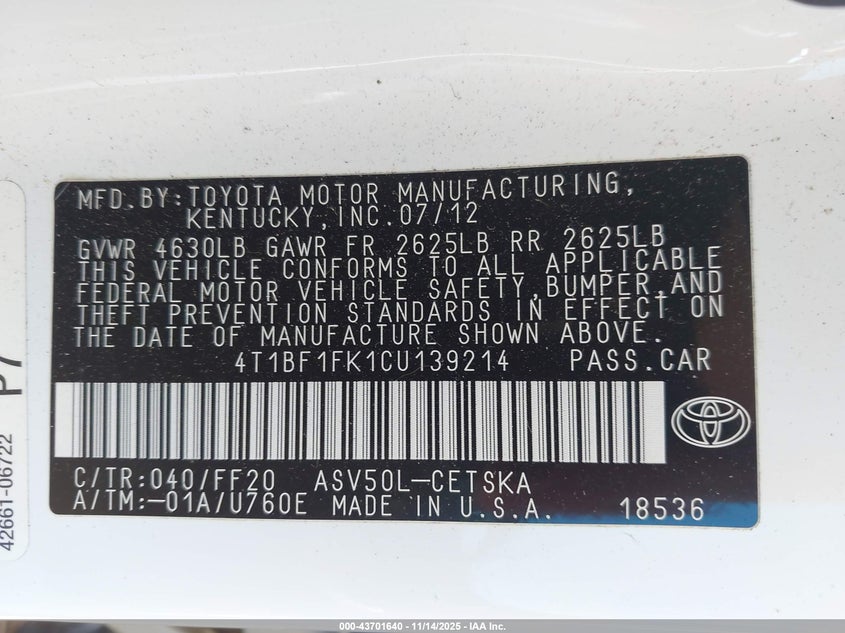 MFD.BY:TOYOTA MOTOR MANUFACTURING,
KENTUCKY,INC.07/12
GVWR 4630LB GAWR FR 2625LB RR 2625LB
THIS VEHICLE CONFORMS TO ALL APPLICABLE
FEDERAL MOTOR VEHICLE SAFETY,BUMPER,AND
THEFT PREVENTION STANDARDS IN EFFECT ON
THE DATE OF MANUFACTURE SHOWN ABOVE.
4T1BF1FK1CU139214 PASS.CAR
C/TR:040/FF20 ASV50L-CETSKA
A/TM:-01A/U760E MADE IN U.S.A. 18536
P7
42661-06722
000-43701640 - 11/14/2025 - IAA Inc.